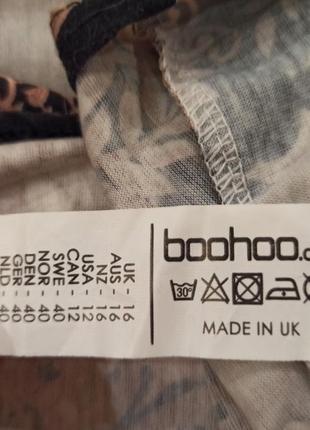 boohoo.c
30°
MADE IN UK
UK - 16
AUS - 16
NZ - 16
USA - 12
CAN - 12
SWE - 40
NOR - 40
DEN - 40
GER - 40
NLD - 40